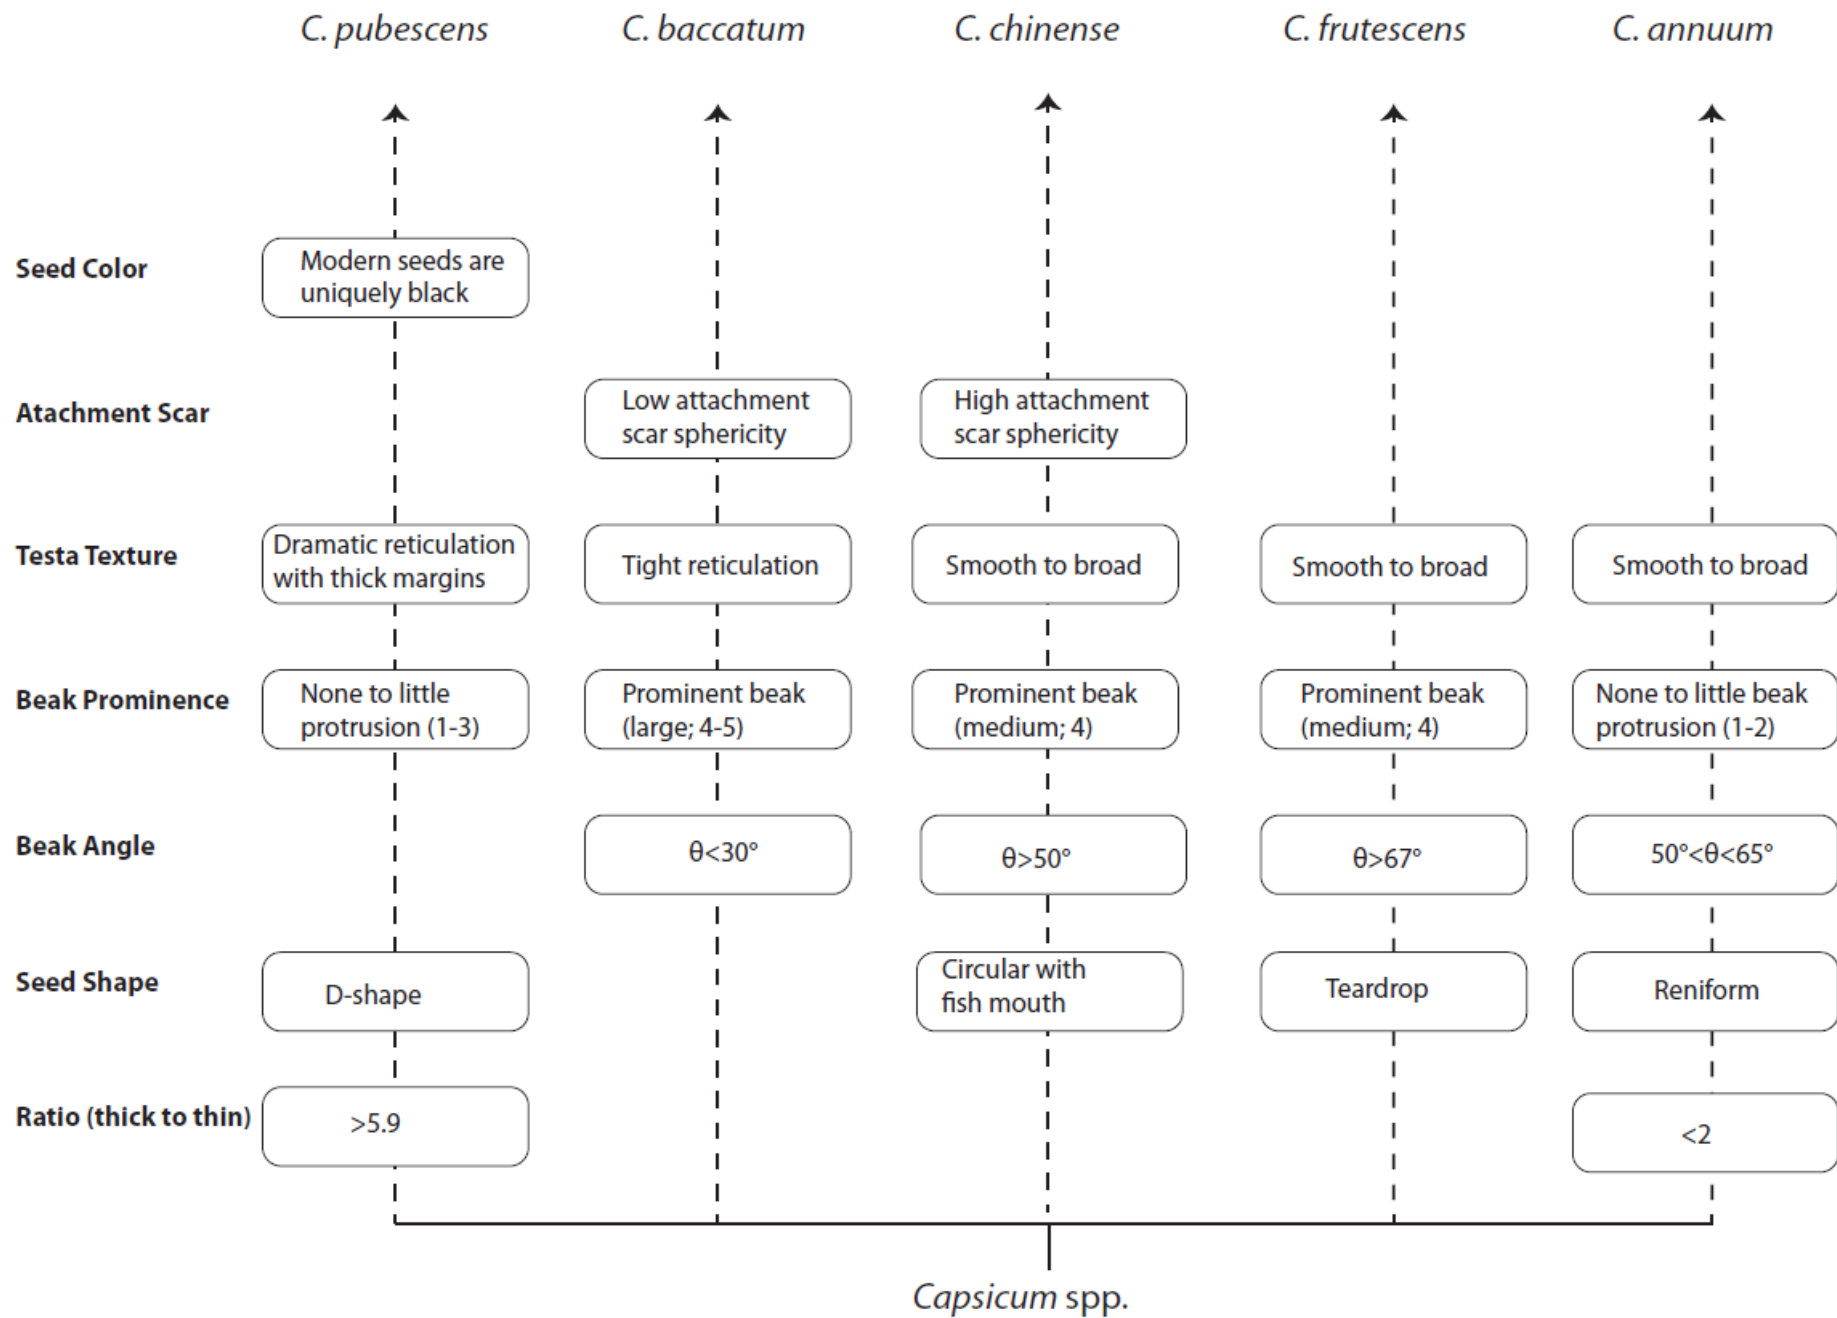 C. pubescens
C. baccatum
C. chinense
C. frutescens
C. annuum
Seed Color
Modern seeds are
uniquely black
Atachment Scar
Low attachment
scar sphericity
High attachment
scar sphericity
Testa Texture
Dramatic reticulation
with thick margins
Tight reticulation
Smooth to broad
Smooth to broad
Smooth to broad
Beak Prominence
None to little
protrusion (1-3)
Prominent beak
(large; 4-5)
Prominent beak
(medium; 4)
Prominent beak
(medium; 4)
None to little beak
protrusion (1-2)
Beak Angle
θ<30°
θ>50°
θ>67°
50°<θ<65°
Seed Shape
D-shape
Circular with
fish mouth
Teardrop
Reniform
Ratio (thick to thin)
>5.9
<2
Capsicum spp.